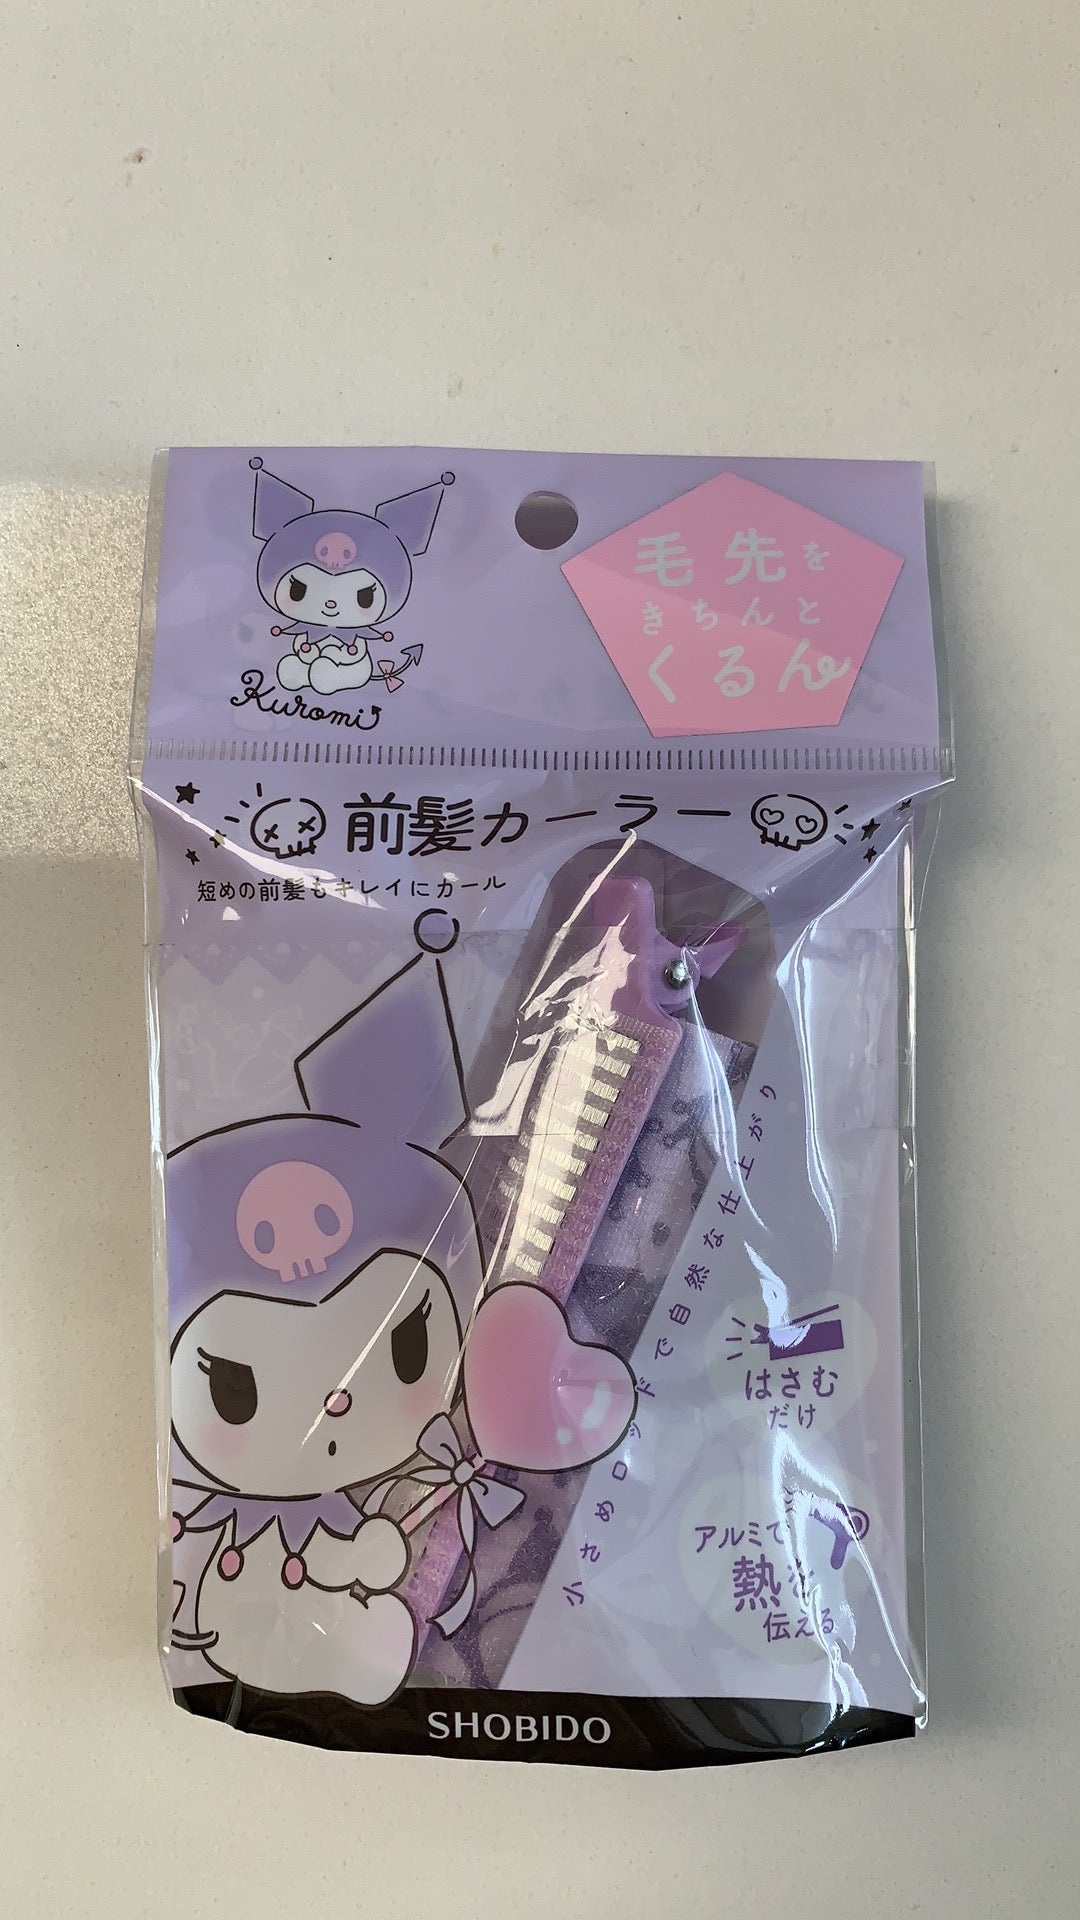 Kuromi
毛先を
きちんと
くるん
前髪カーラー
短めの前髪もキレイにカール
小さめロッドで自然な仕上がり
はさむ
だけ
アルミで
熱を
伝える
SHOBIDO